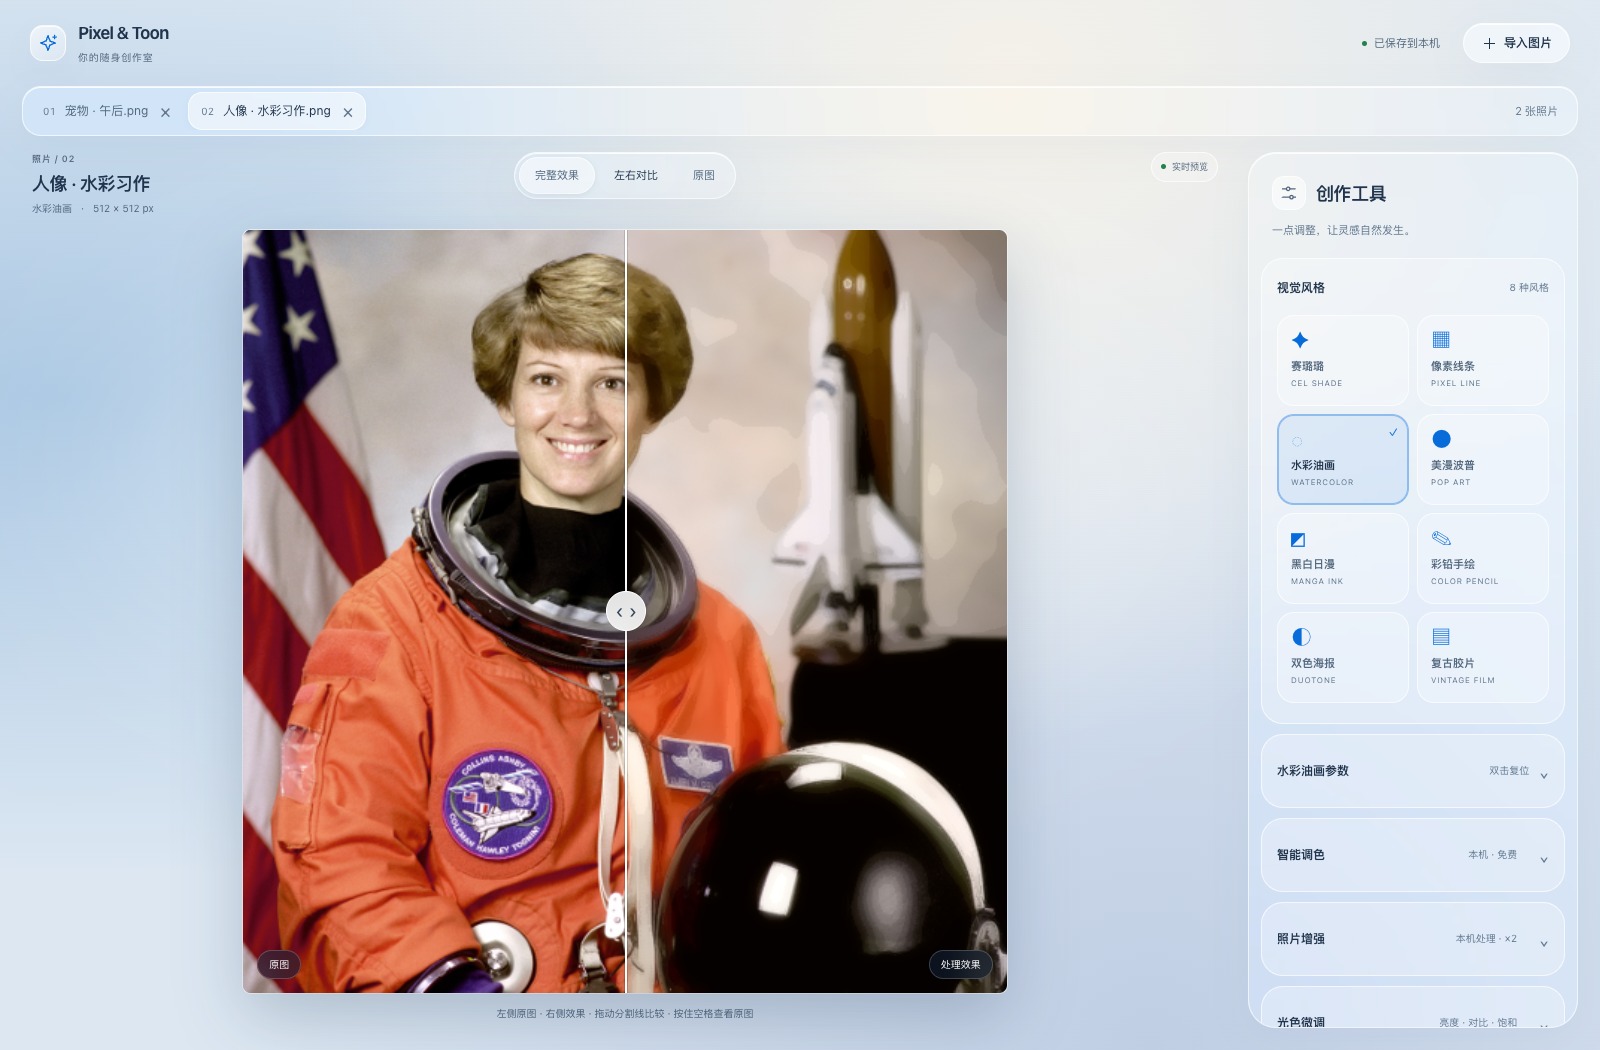 Pixel & Toon
你的随身创作室
已保存到本机
导入图片
01 宠物 · 午后.png
02 人像 · 水彩习作.png
2 张照片
照片 / 02
人像 · 水彩习作
水彩油画 · 512 × 512 px
完整效果
左右对比
原图
实时预览
COLLINS ASHBY
COLEMAN HAWLEY TOGNINI
原图
处理效果
左侧原图 · 右侧效果 · 拖动分割线比较 · 按住空格查看原图
创作工具
一点调整，让灵感自然发生。
视觉风格
8 种风格
赛璐璐
CEL SHADE
像素线条
PIXEL LINE
水彩油画
WATERCOLOR
美漫波普
POP ART
黑白日漫
MANGA INK
彩铅手绘
COLOR PENCIL
双色海报
DUOTONE
复古胶片
VINTAGE FILM
水彩油画参数
双击复位
智能调色
本机 · 免费
照片增强
本机处理 · ×2
光色微调
亮度 · 对比 · 饱和